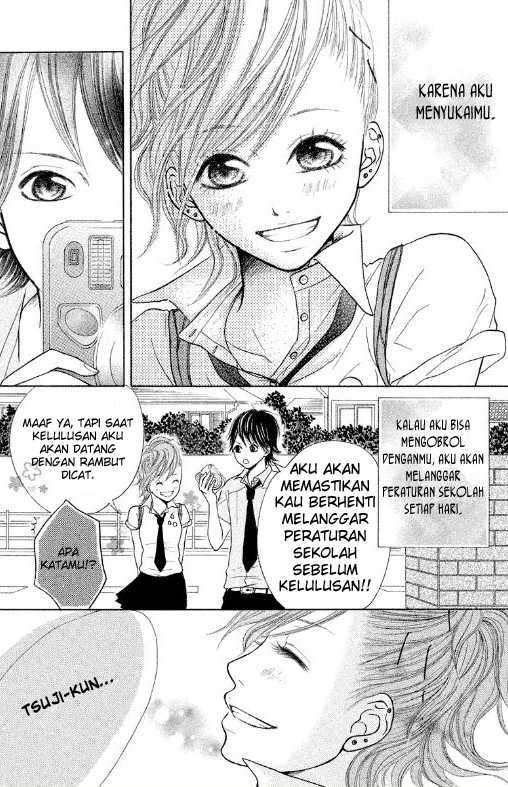 KARENA AKU
MENYUKAIMU.
KALAU AKU BISA
MENGOBROL
DENGANMU, AKU AKAN
MELANGGAR
PERATURAN SEKOLAH
SETIAP HARI.
AKU AKAN
MEMASTIKAN
KAU BERHENTI
MELANGGAR
PERATURAN
SEKOLAH
SEBELUM
KELULUSAN!!
MAAF YA, TAPI SAAT
KELULUSAN AKU
AKAN DATANG
DENGAN RAMBUT
DICAT.
APA
KATAMU!?
TSUJI-KUN...